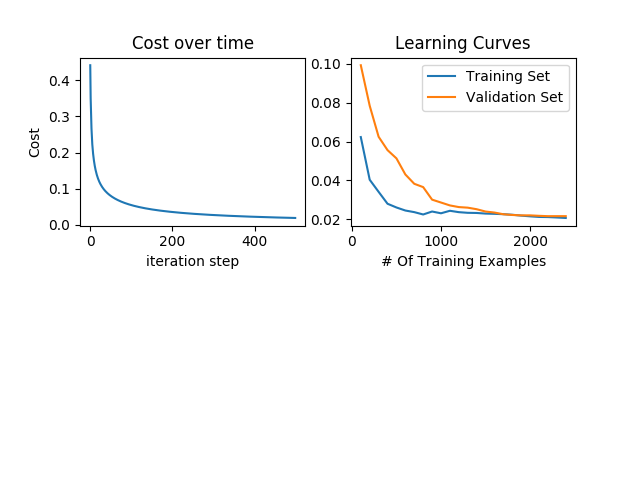 Cost over time
Cost
0.4
0.3
0.2
0.1
0.0
0
200
400
iteration step
Learning Curves
0.10
0.08
0.06
0.04
0.02
Training Set
Validation Set
0
1000
2000
# Of Training Examples